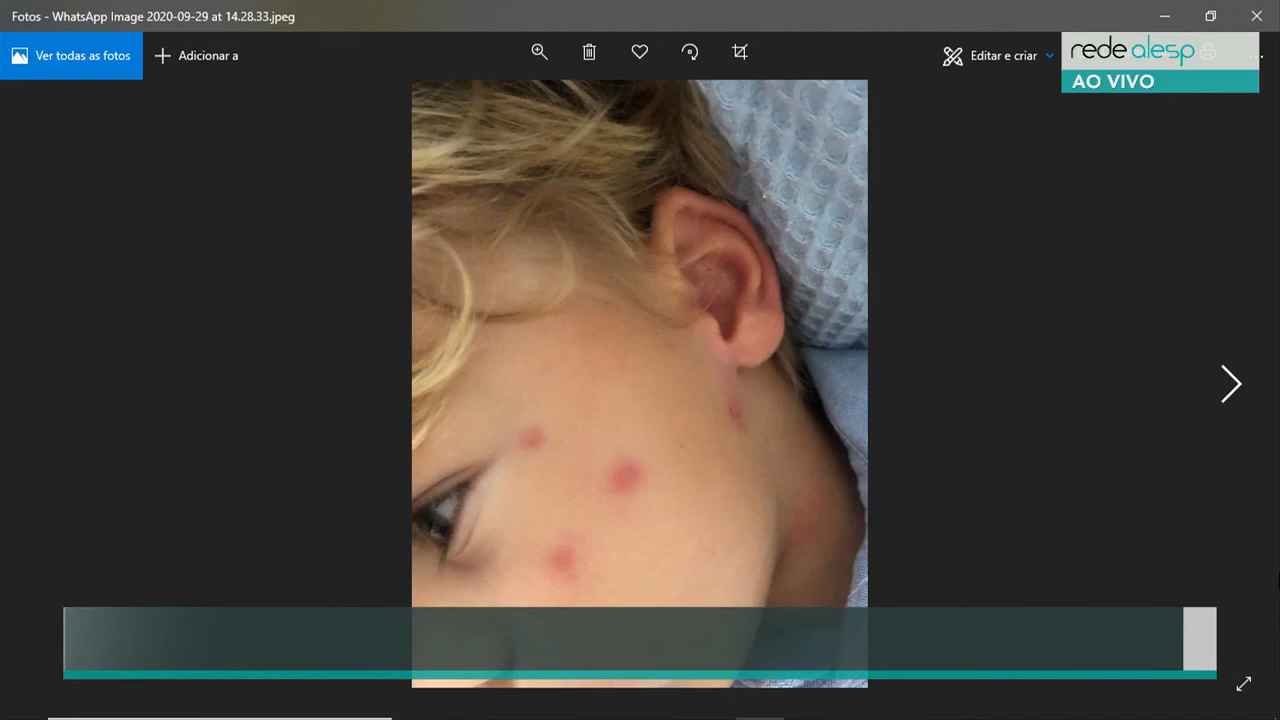 Fotos - WhatsApp Image 2020-09-29 at 14.28.33.jpeg
Ver todas as fotos
Adicionar a
Editar e criar
rede alesp
AO VIVO